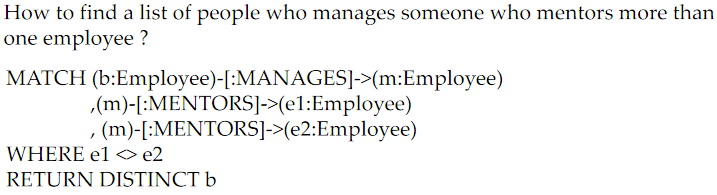 How to find a list of people who manages someone who mentors more than
one employee ?
MATCH (b:Employee)-[:MANAGES]->(m:Employee)
,(m)-[:MENTORS]->(e1:Employee)
, (m)-[:MENTORS]->(e2:Employee)
WHERE e1 <> e2
RETURN DISTINCT b